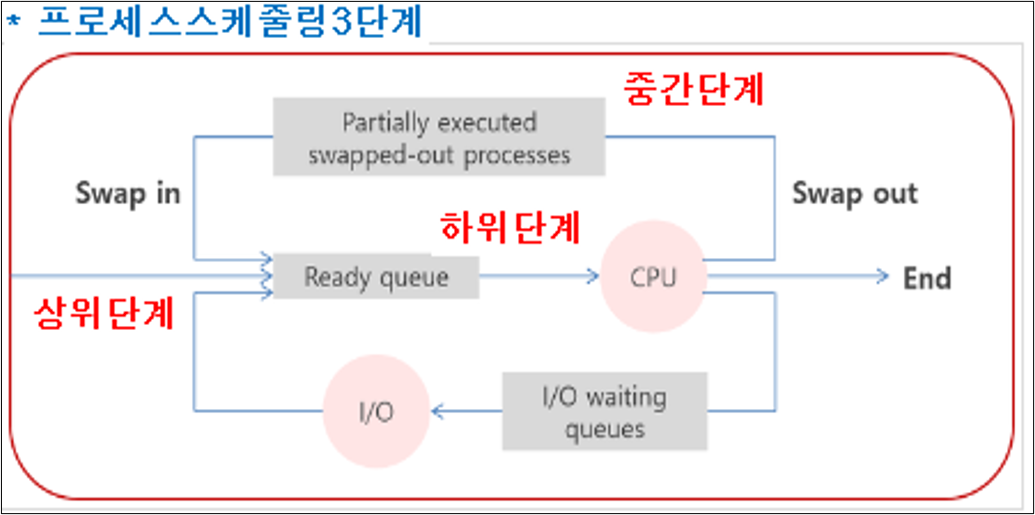 * 프로세스스케줄링3단계
중간단계
Partially executed
swapped-out processes
Swap in
Swap out
하위단계
Ready queue
CPU
End
상위단계
I/O
I/O waiting
queues